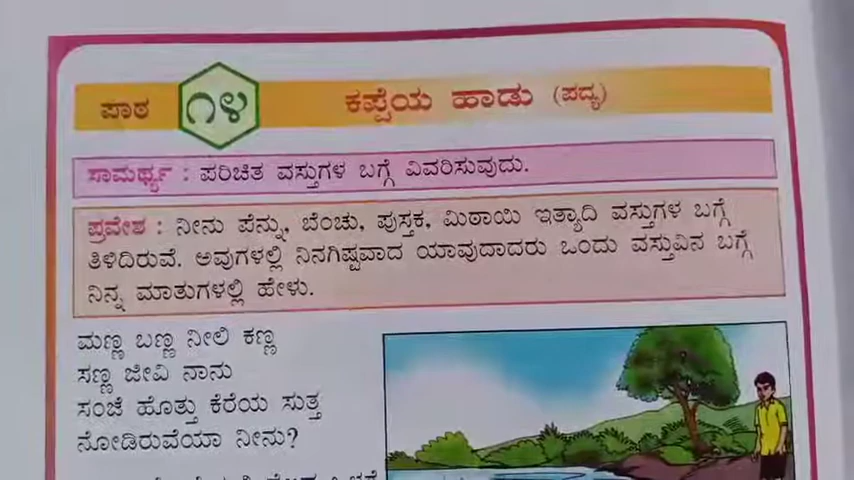 ಪಾಠ ೧೪ ಕಪ್ಪೆಯ ಹಾಡು (ಪದ್ಯ)
ಸಾಮರ್ಥ್ಯ : ಪರಿಚಿತ ವಸ್ತುಗಳ ಬಗ್ಗೆ ವಿವರಿಸುವುದು.
ಪ್ರವೇಶ : ನೀನು ಪೆನ್ನು, ಬೆಂಚು, ಪುಸ್ತಕ, ಮಿಠಾಯಿ ಇತ್ಯಾದಿ ವಸ್ತುಗಳ ಬಗ್ಗೆ
ತಿಳಿದಿರುವೆ. ಅವುಗಳಲ್ಲಿ ನಿನಗಿಷ್ಟವಾದ ಯಾವುದಾದರು ಒಂದು ವಸ್ತುವಿನ ಬಗ್ಗೆ
ನಿನ್ನ ಮಾತುಗಳಲ್ಲಿ ಹೇಳು.
ಮಣ್ಣ ಬಣ್ಣ ನೀಲಿ ಕಣ್ಣ
ಸಣ್ಣ ಜೀವಿ ನಾನು
ಸಂಜೆ ಹೊತ್ತು ಕೆರೆಯ ಸುತ್ತ
ನೋಡಿರುವೆಯಾ ನೀನು?